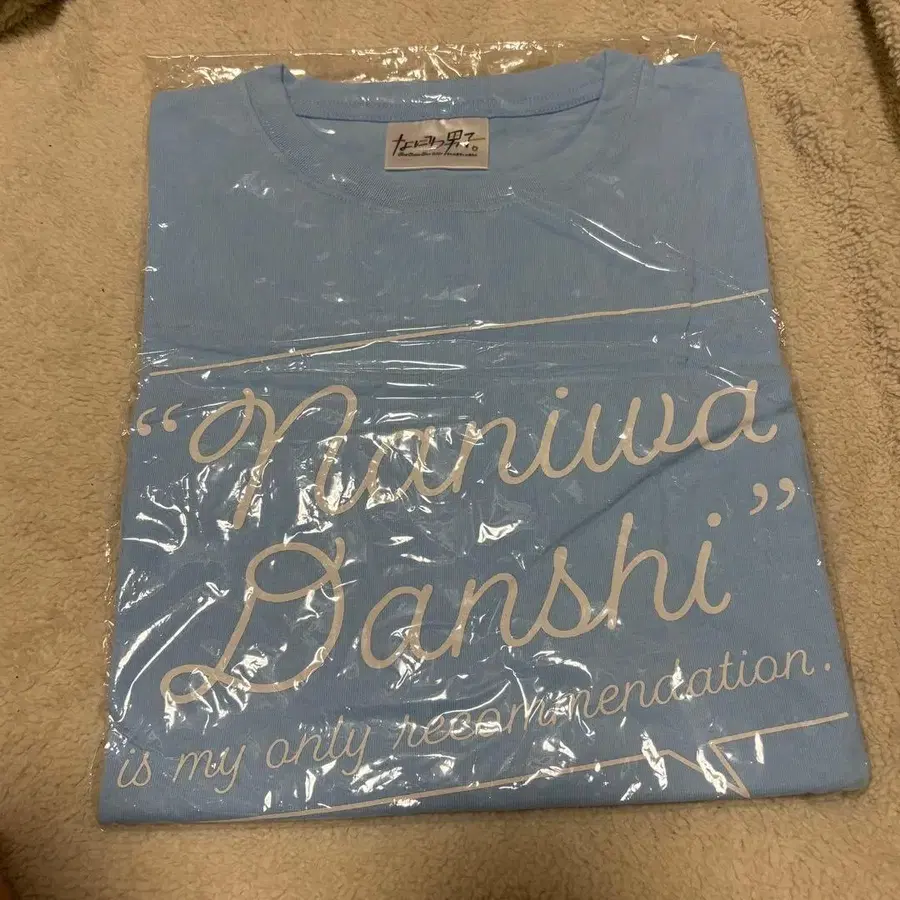 なにわ男子。
“Naniwa
Danshi”
is my only recommendation.